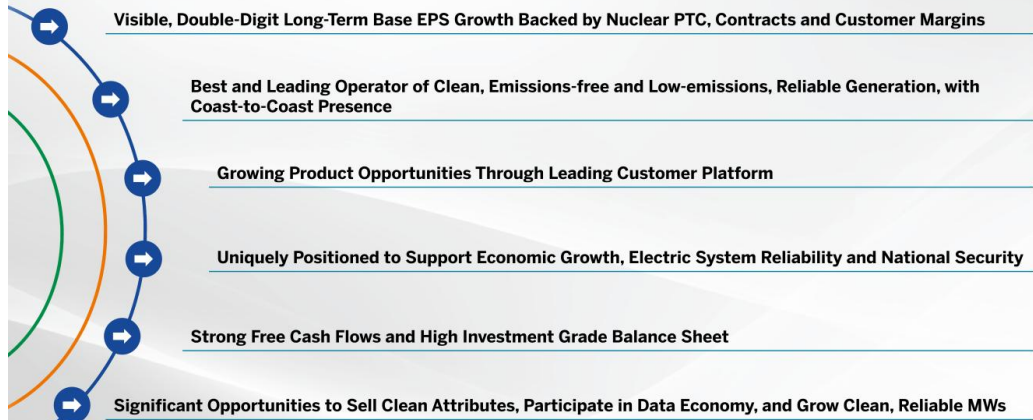 Visible, Double-Digit Long-Term Base EPS Growth Backed by Nuclear PTC, Contracts and Customer Margins
Best and Leading Operator of Clean, Emissions-free and Low-emissions, Reliable Generation, with
Coast-to-Coast Presence
Growing Product Opportunities Through Leading Customer Platform
Uniquely Positioned to Support Economic Growth, Electric System Reliability and National Security
Strong Free Cash Flows and High Investment Grade Balance Sheet
Significant Opportunities to Sell Clean Attributes, Participate in Data Economy, and Grow Clean, Reliable MWs